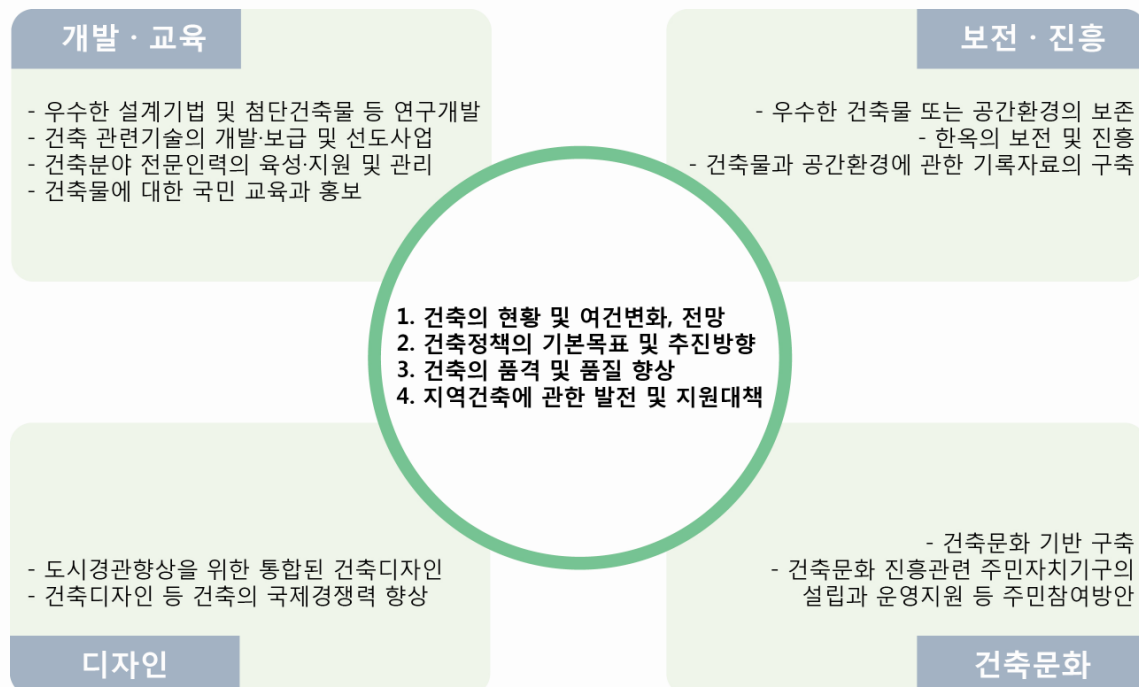 개발 · 교육
- 우수한 설계기법 및 첨단건축물 등 연구개발
- 건축 관련기술의 개발·보급 및 선도사업
- 건축분야 전문인력의 육성·지원 및 관리
- 건축물에 대한 국민 교육과 홍보
보전 · 진흥
- 우수한 건축물 또는 공간환경의 보존
- 한옥의 보전 및 진흥
- 건축물과 공간환경에 관한 기록자료의 구축
1. 건축의 현황 및 여건변화, 전망
2. 건축정책의 기본목표 및 추진방향
3. 건축의 품격 및 품질 향상
4. 지역건축에 관한 발전 및 지원대책
- 도시경관향상을 위한 통합된 건축디자인
- 건축디자인 등 건축의 국제경쟁력 향상
디자인
- 건축문화 기반 구축
- 건축문화 진흥관련 주민자치기구의
설립과 운영지원 등 주민참여방안
건축문화